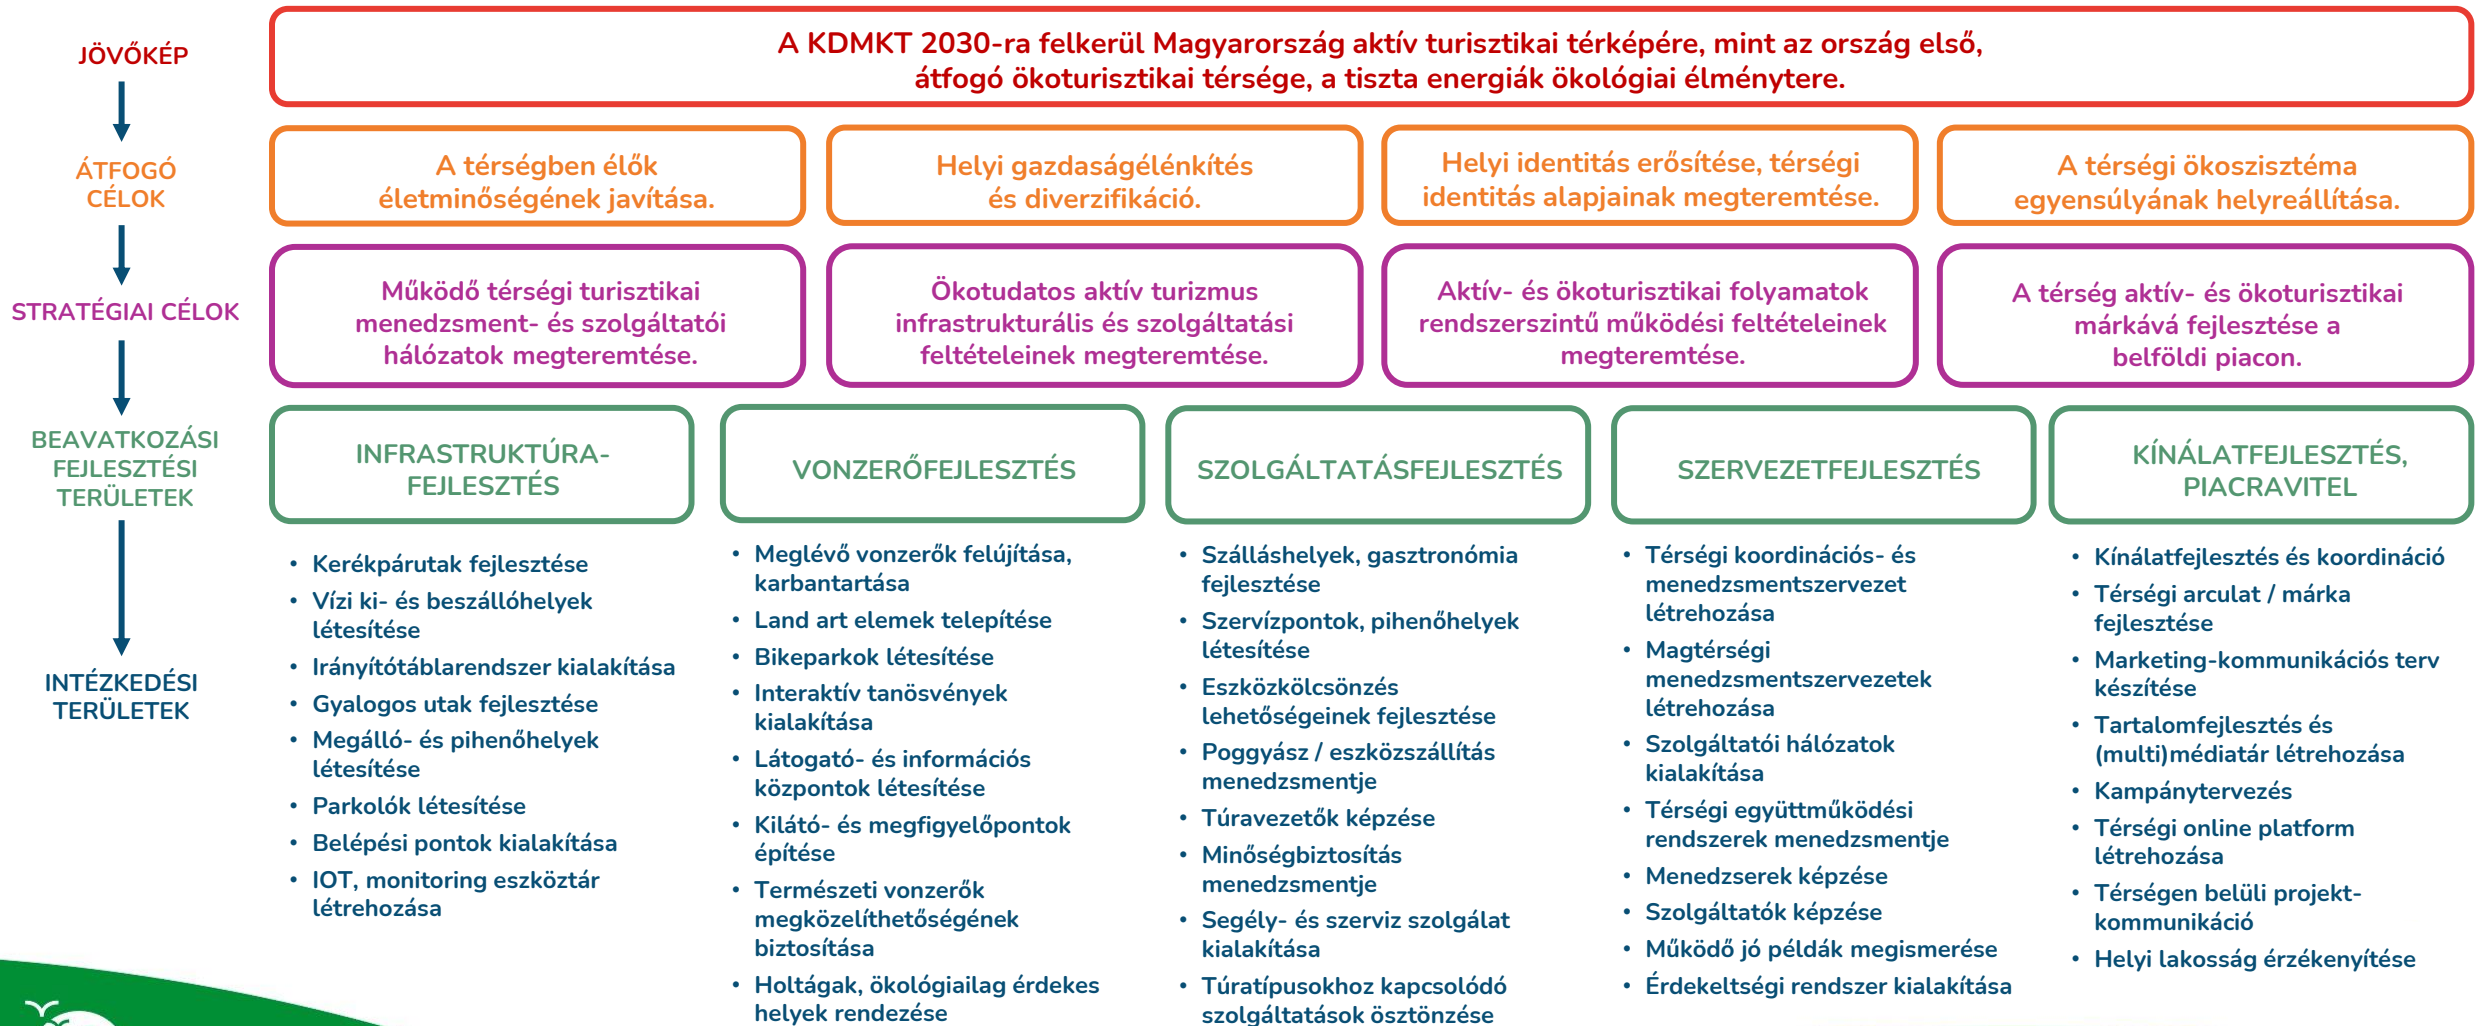 JÖVŐKÉP
A KDMKT 2030-ra felkerül Magyarország aktív turisztikai térképére, mint az ország első,
átfogó ökoturisztikai térsége, a tiszta energiák ökológiai élménytere.
ÁTFOGÓ
CÉLOK
A térségben élők
életminőségének javítása.
Helyi gazdaságélénkítés
és diverzifikáció.
Helyi identitás erősítése, térségi
identitás alapjainak megteremtése.
A térségi ökoszisztéma
egyensúlyának helyreállítása.
STRATÉGIAI CÉLOK
Működő térségi turisztikai
menedzsment- és szolgáltatói
hálózatok megteremtése.
Ökotudatos aktív turizmus
infrastrukturális és szolgáltatási
feltételeinek megteremtése.
Aktív- és ökoturisztikai folyamatok
rendszerszintű működési feltételeinek
megteremtése.
A térség aktív- és ökoturisztikai
márkává fejlesztése a
belföldi piacon.
BEAVATKOZÁSI
FEJLESZTÉSI
TERÜLETEK
INFRASTRUKTÚRA-
FEJLESZTÉS
VONZERŐFEJLESZTÉS
SZOLGÁLTATÁSFEJLESZTÉS
SZERVEZETFEJLESZTÉS
KÍNÁLATFEJLESZTÉS,
PIACRAVITEL
INTÉZKEDÉSI
TERÜLETEK
• Kerékpárutak fejlesztése
• Vízi ki- és beszállóhelyek
létesítése
• Irányítótáblarendszer kialakítása
• Gyalogos utak fejlesztése
• Megálló- és pihenőhelyek
létesítése
• Parkolók létesítése
• Belépési pontok kialakítása
• IOT, monitoring eszköztár
létrehozása
• Meglévő vonzerők felújítása,
karbantartása
• Land art elemek telepítése
• Bikeparkok létesítése
• Interaktív tanösvények
kialakítása
• Látogató- és információs
központok létesítése
• Kilátó- és megfigyelőpontok
építése
• Természeti vonzerők
megközelíthetőségének
biztosítása
• Holtágak, ökológiailag érdekes
helyek rendezése
• Szálláshelyek, gasztronómia
fejlesztése
• Szervízpontok, pihenőhelyek
létesítése
• Eszközkölcsönzés
lehetőségeinek fejlesztése
• Poggyász / eszközszállítás
menedzsmentje
• Túravezetők képzése
• Minőségbiztosítás
menedzsmentje
• Segély- és szerviz szolgálat
kialakítása
• Túratípusokhoz kapcsolódó
szolgáltatások ösztönzése
• Térségi koordinációs- és
menedzsmentszervezet
létrehozása
• Magtérségi
menedzsmentszervezetek
létrehozása
• Szolgáltatói hálózatok
kialakítása
• Térségi együttműködési
rendszerek menedzsmentje
• Menedzserek képzése
• Szolgáltatók képzése
• Működő jó példák megismerése
• Érdekeltségi rendszer kialakítása
• Kínálatfejlesztés és koordináció
• Térségi arculat / márka
fejlesztése
• Marketing-kommunikációs terv
készítése
• Tartalomfejlesztés és
(multi)médiatár létrehozása
• Kampánytervezés
• Térségi online platform
létrehozása
• Térségen belüli projekt-
kommunikáció
• Helyi lakosság érzékenyítése